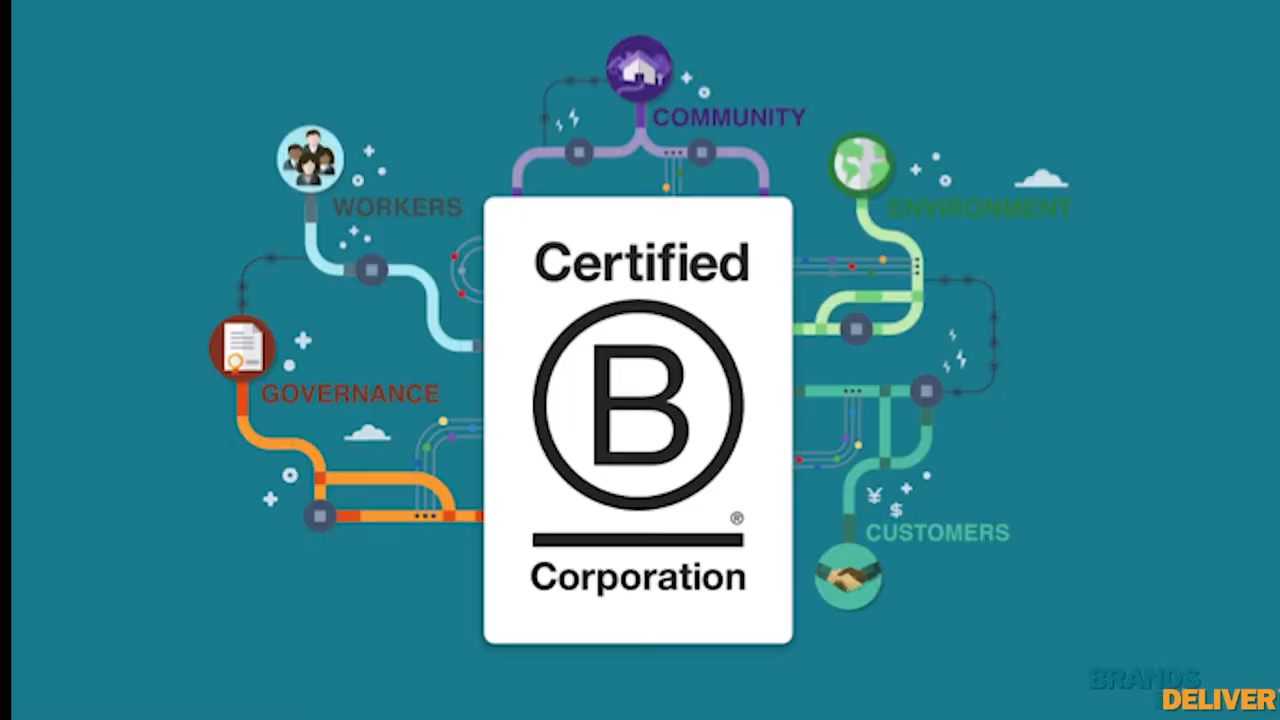 COMMUNITY
WORKERS
ENVIRONMENT
GOVERNANCE
Certified
B
®
Corporation
¥
$
CUSTOMERS
BRANDS
DELIVER